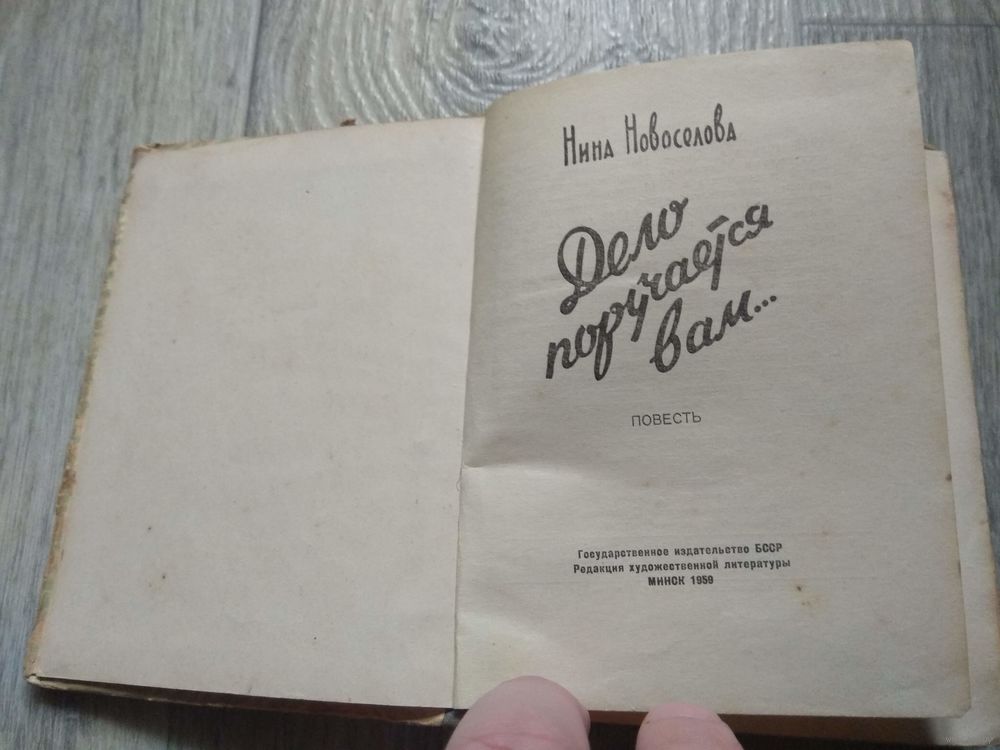 Нина Новоселова
Дело
поручается
вам...
ПОВЕСТЬ
Государственное издательство БССР
Редакция художественной литературы
МИНСК 1959